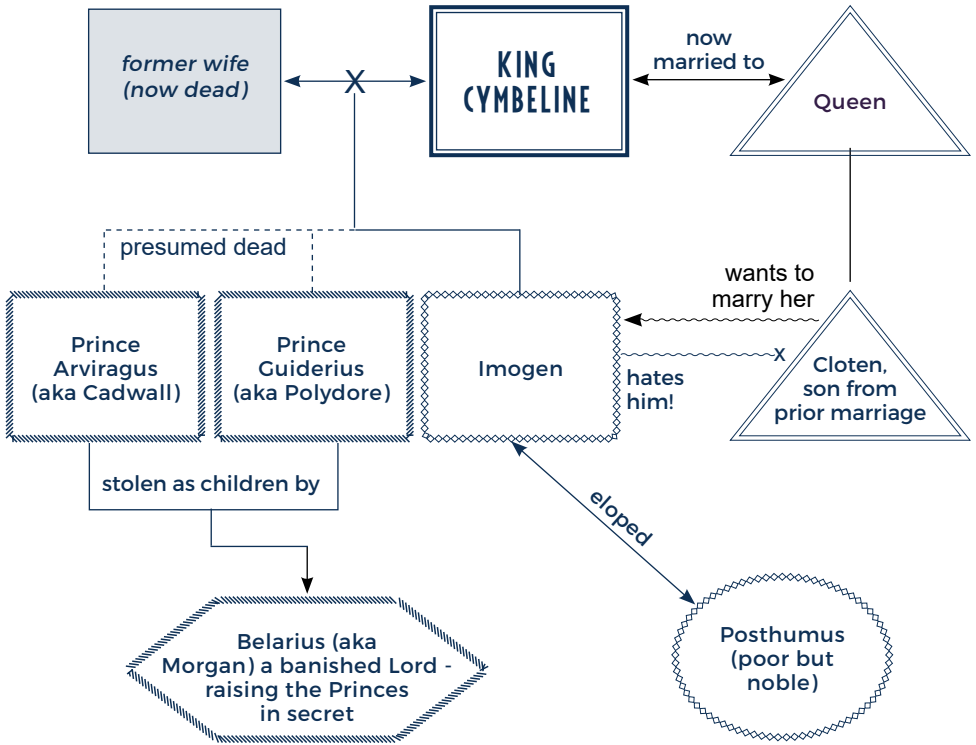 former wife
(now dead)
X
KING
CYMBELINE
now
married to
Queen
presumed dead
wants to
marry her
Prince
Arviragus
(aka Cadwall)
Prince
Guiderius
(aka Polydore)
Imogen
x
hates
him!
Cloten,
son from
prior marriage
stolen as children by
eloped
Belarius (aka
Morgan) a banished Lord -
raising the Princes
in secret
Posthumus
(poor but
noble)